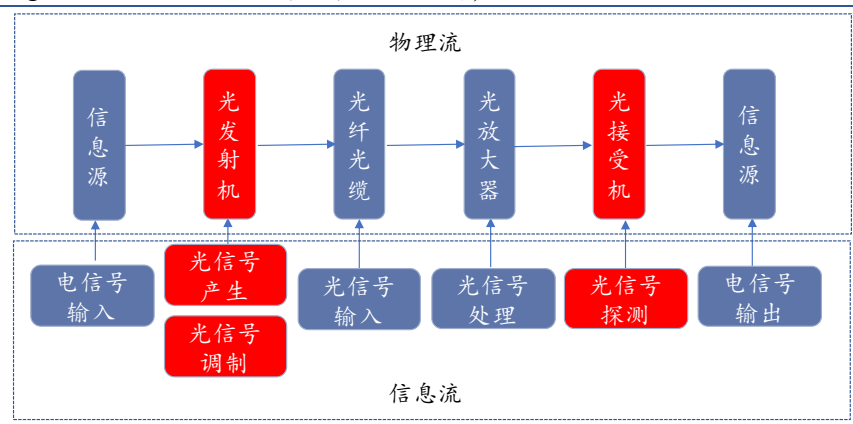 物理流
信息源
光发射机
光纤光缆
光放大器
光接受机
信息源
电信号
输入
光信号
产生
光信号
调制
光信号
输入
光信号
处理
光信号
探测
电信号
输出
信息流